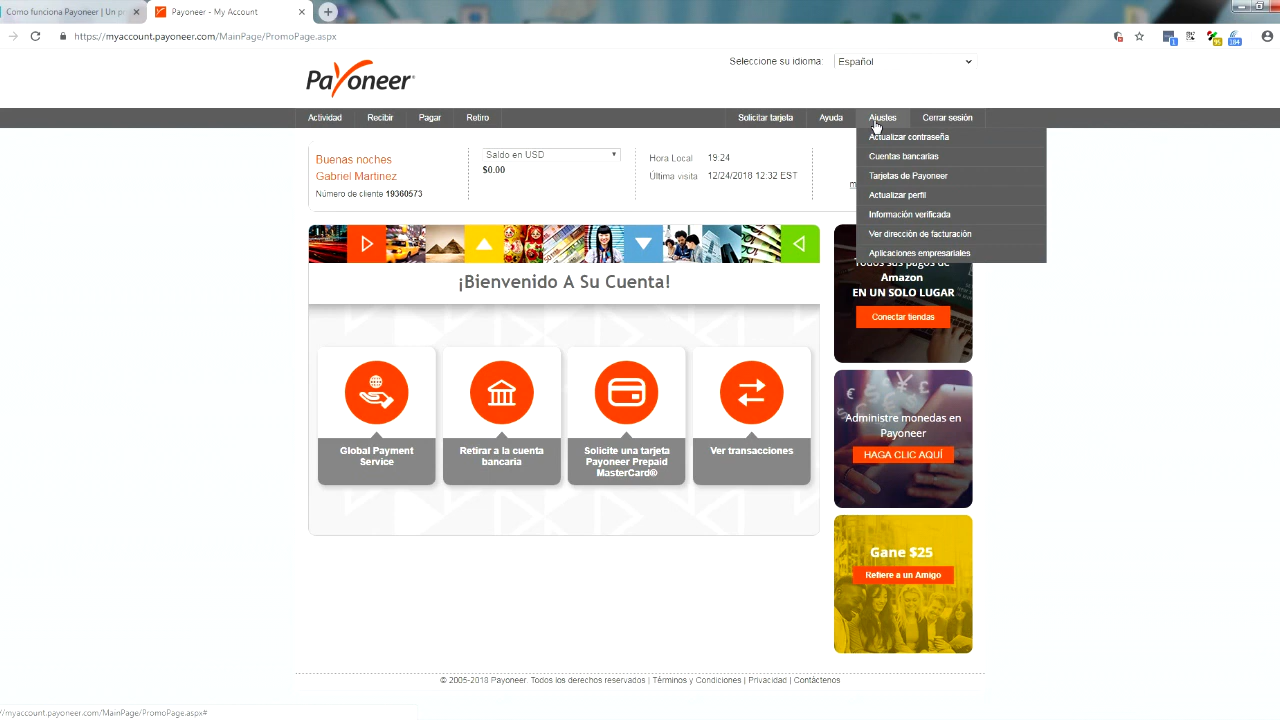 Como funciona Payoneer | Un po
Payoneer - My Account
https://myaccount.payoneer.com/MainPage/PromoPage.aspx
1
95
184
Payoneer
Seleccione su idioma:
Español
Actividad
Recibir
Pagar
Retiro
Solicitar tarjeta
Ayuda
Ajustes
Cerrar sesión
Actualizar contraseña
Cuentas bancarias
Tarjetas de Payoneer
Actualizar perfil
Información verificada
Ver dirección de facturación
Aplicaciones empresariales
Buenas noches
Gabriel Martinez
Número de cliente 19360573
Saldo en USD
$0.00
Hora Local 19:24
Última visita 12/24/2018 12:32 EST
¡Bienvenido A Su Cuenta!
Global Payment
Service
Retirar a la cuenta
bancaria
Solicite una tarjeta
Payoneer Prepaid
MasterCard®
Ver transacciones
Todos sus pagos de
Amazon
EN UN SOLO LUGAR
Conectar tiendas
Administre monedas en
Payoneer
HAGA CLIC AQUÍ
Gane $25
Refiere a un Amigo
© 2005-2018 Payoneer. Todos los derechos reservados | Términos y Condiciones | Privacidad | Contáctenos
//myaccount.payoneer.com/MainPage/PromoPage.aspx#